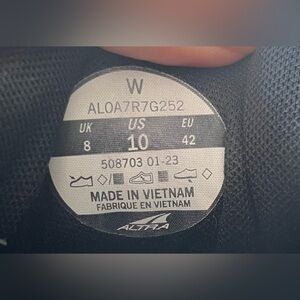 W
AL0A7R7G252
UK US EU
8 10 42
508703 01-23
MADE IN VIETNAM
FABRIQUE EN VIETNAM
ALTRA